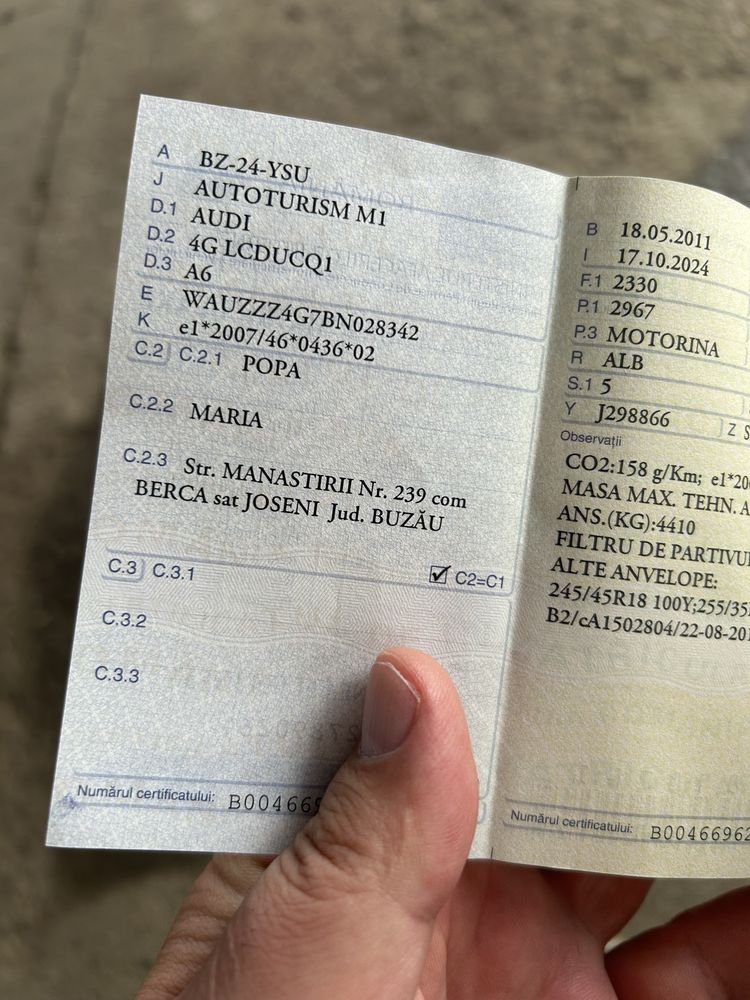 A BZ-24-YSU
J AUTOTURISM M1
D.1 AUDI
D.2 4G LCDUCQ1
D.3 A6
E WAUZZZ4G7BN028342
K e1*2007/46*0436*02
C.2 C.2.1 POPA
C.2.2 MARIA
C.2.3 Str. MANASTIRII Nr. 239 com
BERCA sat JOSENI Jud. BUZĂU
C.3 C.3.1 C2=C1
C.3.2
C.3.3
Numărul certificatului: B004669
B 18.05.2011
I 17.10.2024
F.1 2330
P.1 2967
P.3 MOTORINA
R ALB
S.1 5
Y J298866 Z
Observații
CO2:158 g/Km; e1*20
MASA MAX. TEHN. A
ANS.(KG):4410
FILTRU DE PARTICU
ALTE ANVELOPE:
245/45R18 100Y;255/35
B2/cA1502804/22-08-201
Numărul certificatului: B00466962